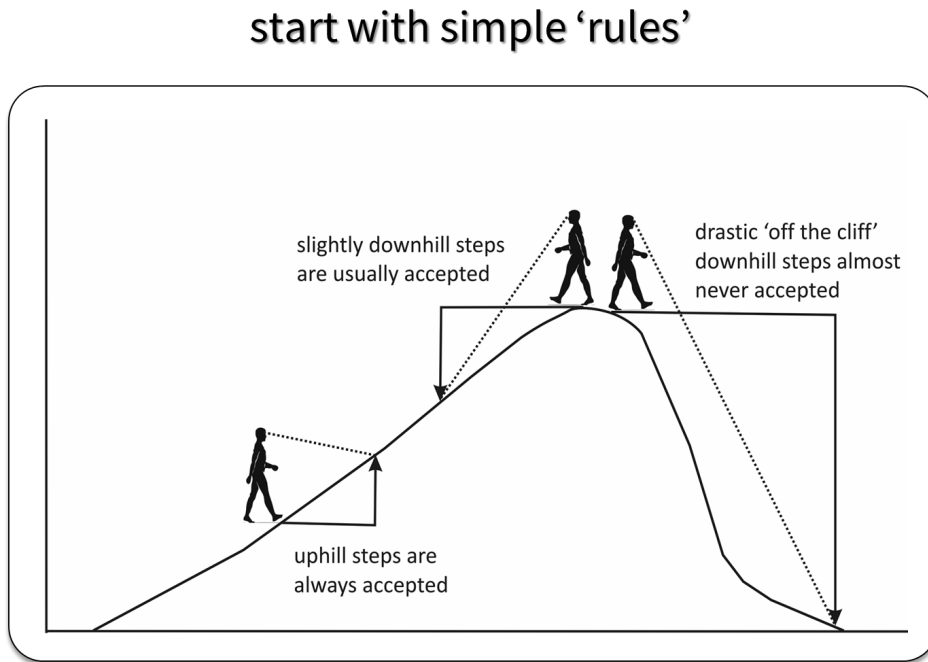 start with simple ‘rules’
slightly downhill steps
are usually accepted
drastic ‘off the cliff’
downhill steps almost
never accepted
uphill steps are
always accepted